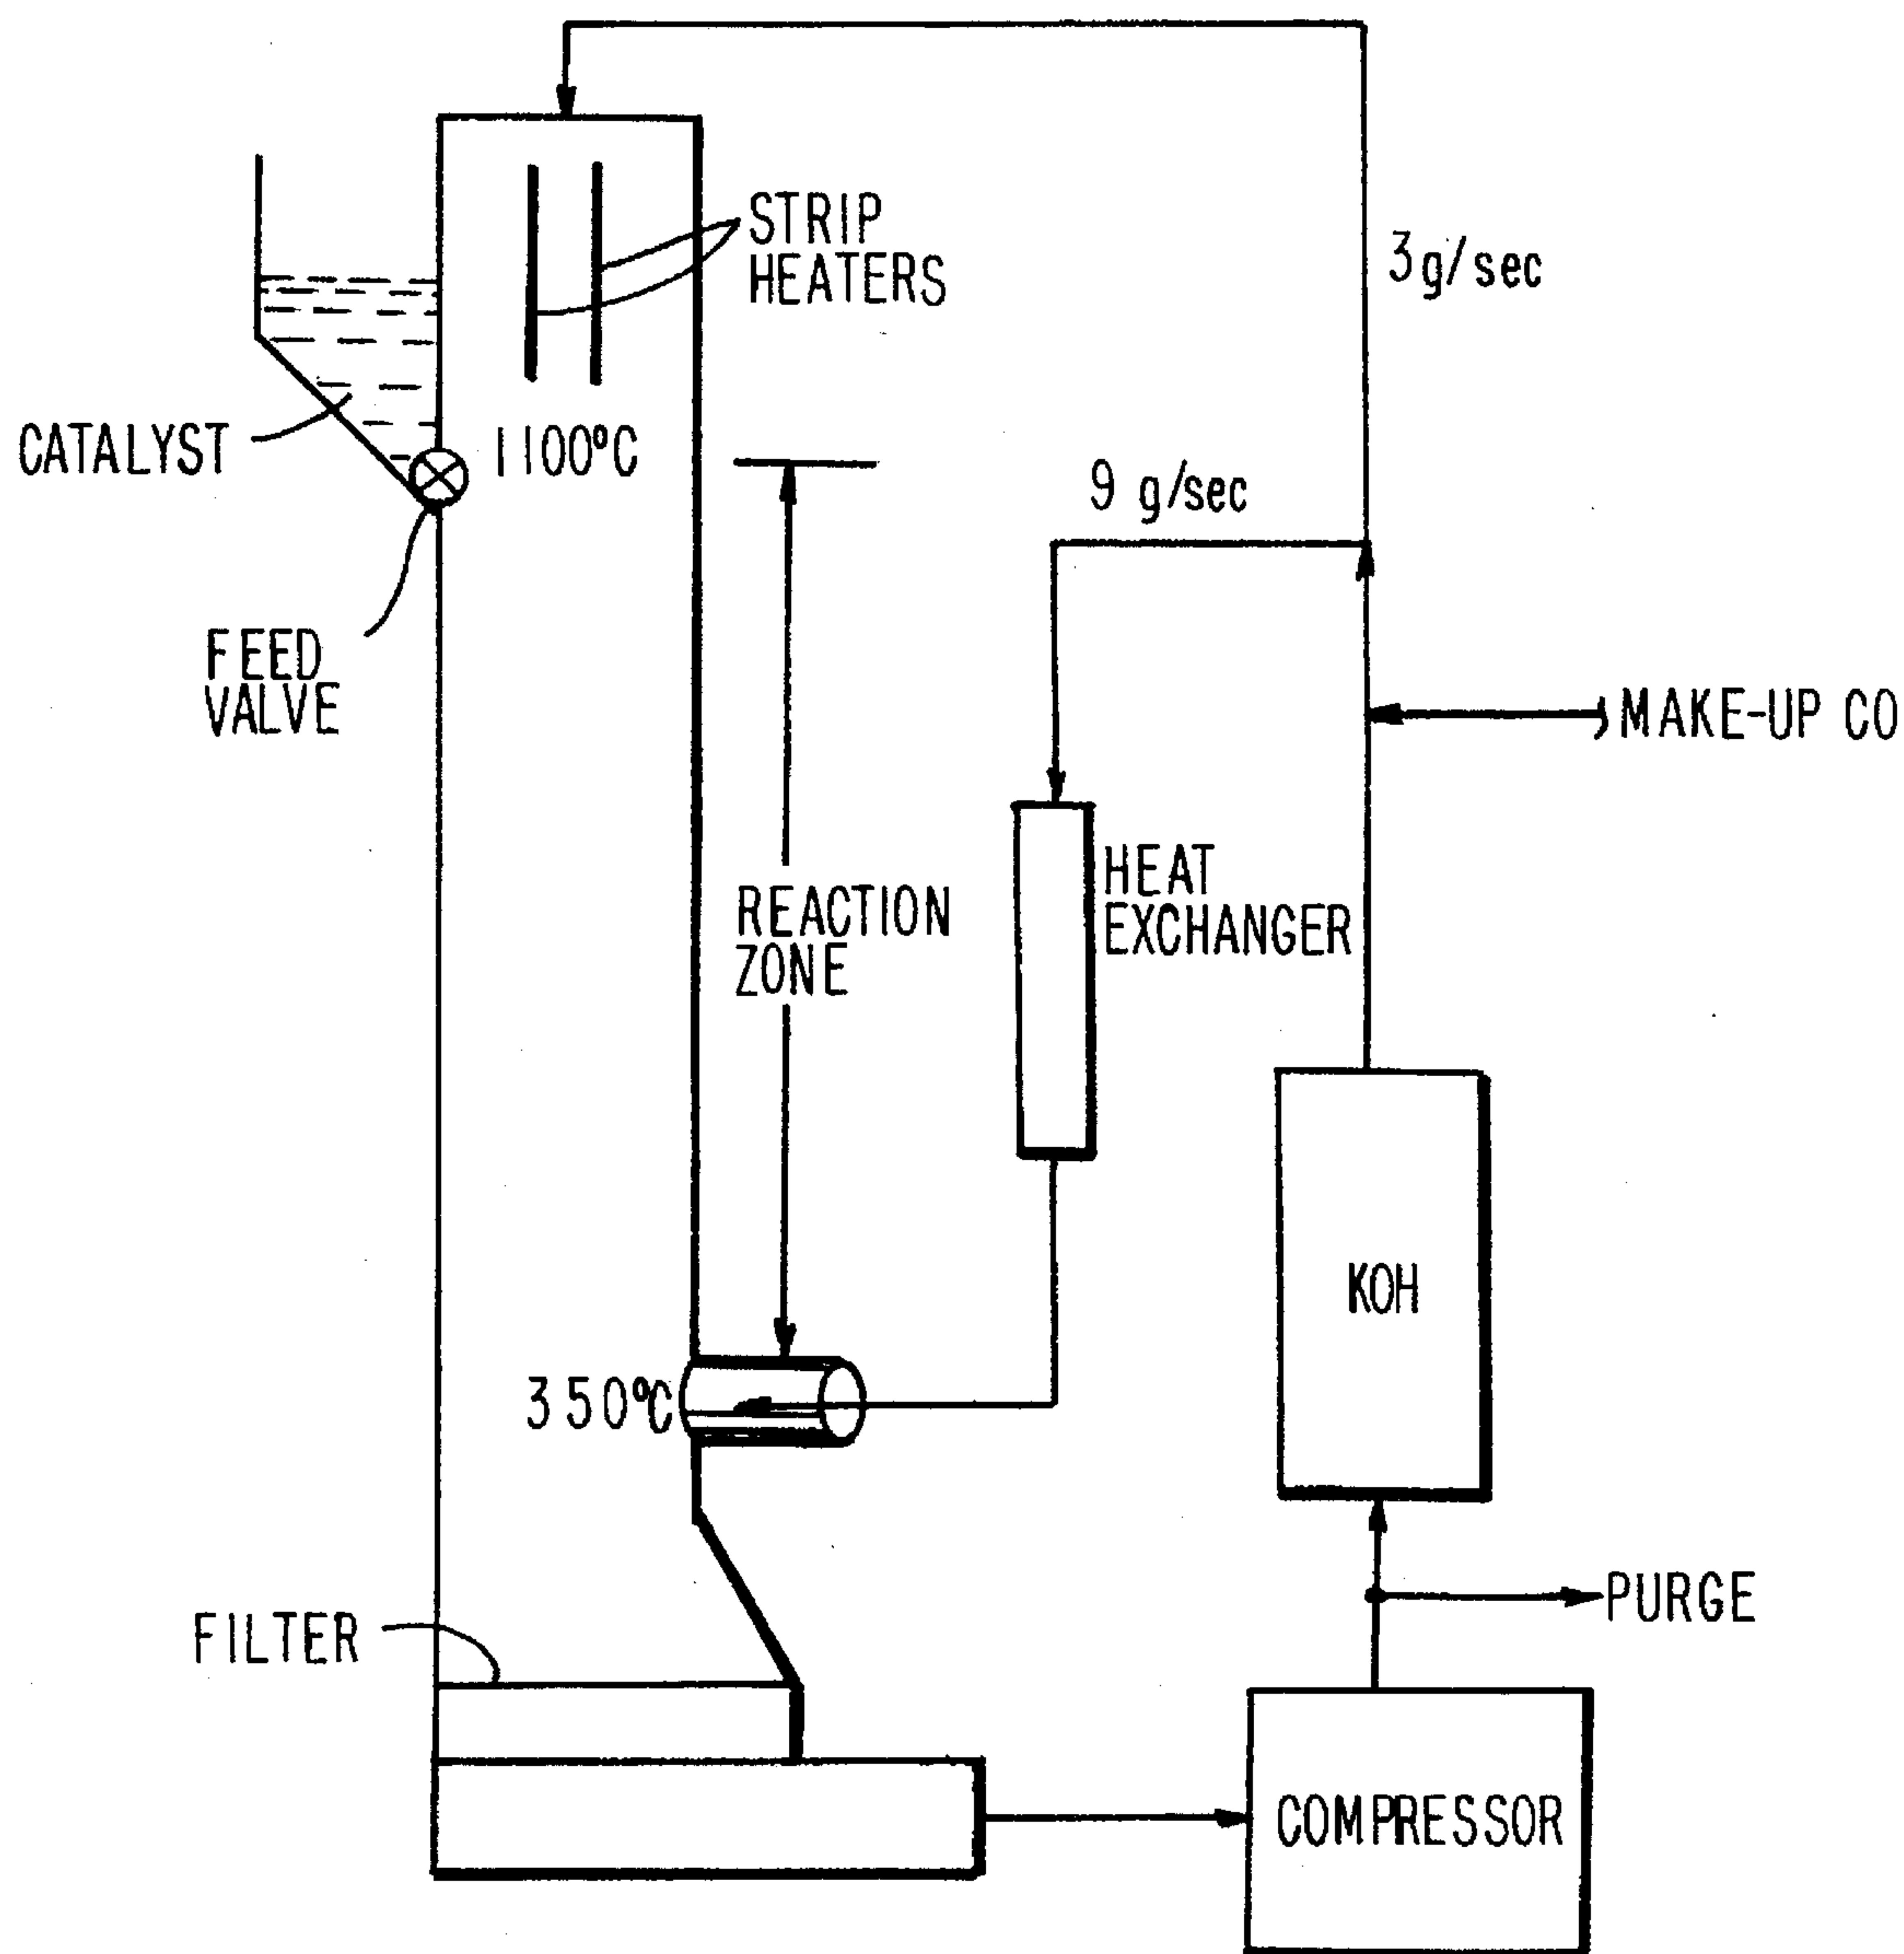 STRIP
HEATERS
3g/sec
CATALYST
1100°C
9 g/sec
FEED
VALVE
MAKE-UP CO
HEAT
EXCHANGER
REACTION
ZONE
KOH
350°C
PURGE
FILTER
COMPRESSOR